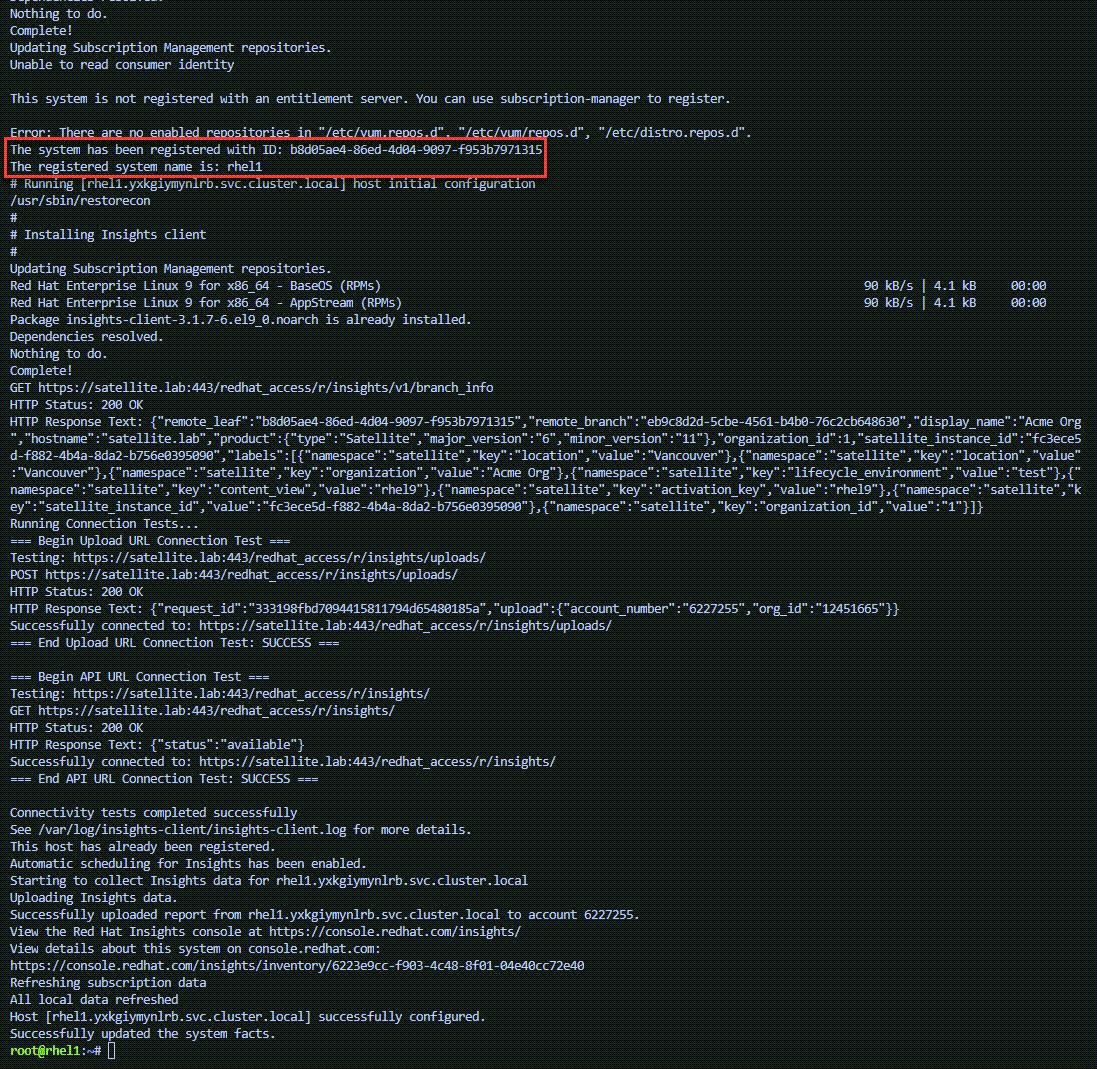 Nothing to do.
Complete!
Updating Subscription Management repositories.
Unable to read consumer identity
This system is not registered with an entitlement server. You can use subscription-manager to register.
Error: There are no enabled repositories in "/etc/yum.repos.d", "/etc/yum/repos.d", "/etc/distro.repos.d".
The system has been registered with ID: b8d05ae4-86ed-4d04-9097-f953b7971315
The registered system name is: rhel1
# Running [rhel1.yxkgiymynlrb.svc.cluster.local] host initial configuration
/usr/sbin/restorecon
#
# Installing Insights client
#
Updating Subscription Management repositories.
Red Hat Enterprise Linux 9 for x86_64 - BaseOS (RPMs) 90 kB/s | 4.1 kB 00:00
Red Hat Enterprise Linux 9 for x86_64 - AppStream (RPMs) 90 kB/s | 4.1 kB 00:00
Package insights-client-3.1.7-6.el9_0.noarch is already installed.
Dependencies resolved.
Nothing to do.
Complete!
GET https://satellite.lab:443/redhat_access/r/insights/v1/branch_info
HTTP Status: 200 OK
HTTP Response Text: {"remote_leaf":"b8d05ae4-86ed-4d04-9097-f953b7971315","remote_branch":"eb9c8d2d-5cbe-4561-b4b0-76c2cb648630","display_name":"Acme Org
","hostname":"satellite.lab","product":{"type":"Satellite","major_version":"6","minor_version":"11"},"organization_id":1,"satellite_instance_id":"fc3ece5
d-f882-4b4a-8da2-b756e0395090","labels":[{"namespace":"satellite","key":"location","value":"Vancouver"},{"namespace":"satellite","key":"location","value"
:"Vancouver"},{"namespace":"satellite","key":"organization","value":"Acme Org"},{"namespace":"satellite","key":"lifecycle_environment","value":"test"},{"
namespace":"satellite","key":"content_view","value":"rhel9"},{"namespace":"satellite","key":"activation_key","value":"rhel9"},{"namespace":"satellite","k
ey":"satellite_instance_id","value":"fc3ece5d-f882-4b4a-8da2-b756e0395090"},{"namespace":"satellite","key":"organization_id","value":"1"}]}
Running Connection Tests...
=== Begin Upload URL Connection Test ===
Testing: https://satellite.lab:443/redhat_access/r/insights/uploads/
POST https://satellite.lab:443/redhat_access/r/insights/uploads/
HTTP Status: 200 OK
HTTP Response Text: {"request_id":"333198fbd7094415811794d65480185a","upload":{"account_number":"6227255","org_id":"12451665"}}
Successfully connected to: https://satellite.lab:443/redhat_access/r/insights/uploads/
=== End Upload URL Connection Test: SUCCESS ===
=== Begin API URL Connection Test ===
Testing: https://satellite.lab:443/redhat_access/r/insights/
GET https://satellite.lab:443/redhat_access/r/insights/
HTTP Status: 200 OK
HTTP Response Text: {"status":"available"}
Successfully connected to: https://satellite.lab:443/redhat_access/r/insights/
=== End API URL Connection Test: SUCCESS ===
Connectivity tests completed successfully
See /var/log/insights-client/insights-client.log for more details.
This host has already been registered.
Automatic scheduling for Insights has been enabled.
Starting to collect Insights data for rhel1.yxkgiymynlrb.svc.cluster.local
Uploading Insights data.
Successfully uploaded report from rhel1.yxkgiymynlrb.svc.cluster.local to account 6227255.
View the Red Hat Insights console at https://console.redhat.com/insights/
View details about this system on console.redhat.com:
https://console.redhat.com/insights/inventory/6223e9cc-f903-4c48-8f01-04e40cc72e40
Refreshing subscription data
All local data refreshed
Host [rhel1.yxkgiymynlrb.svc.cluster.local] successfully configured.
Successfully updated the system facts.
root@rhel1:~#